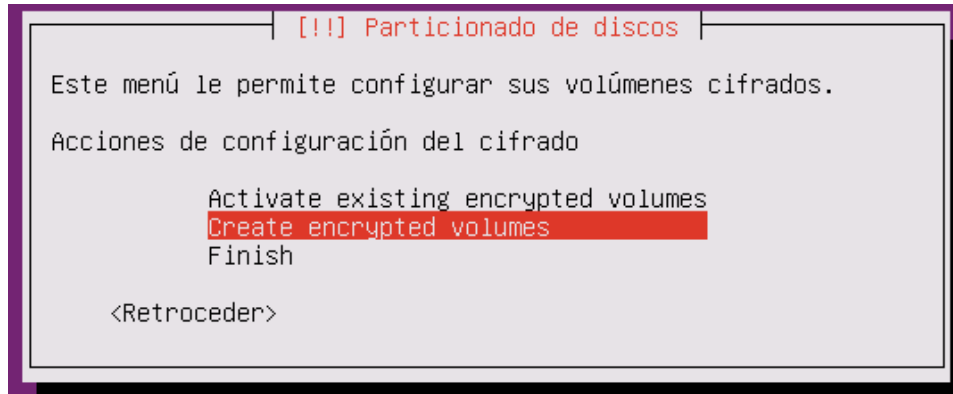 [!!] Particionado de discos
Este menú le permite configurar sus volúmenes cifrados.
Acciones de configuración del cifrado
Activate existing encrypted volumes
Create encrypted volumes
Finish
<Retroceder>